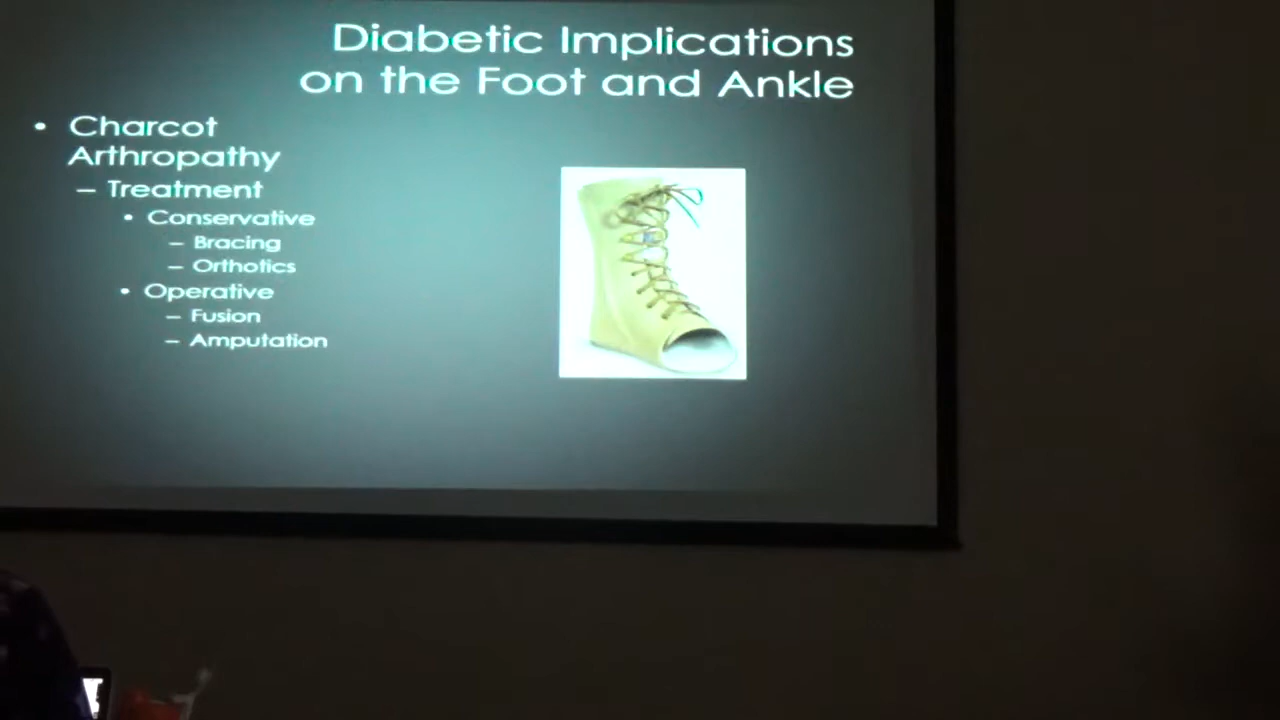 Diabetic Implications
on the Foot and Ankle
• Charcot
Arthropathy
– Treatment
• Conservative
– Bracing
– Orthotics
• Operative
– Fusion
– Amputation